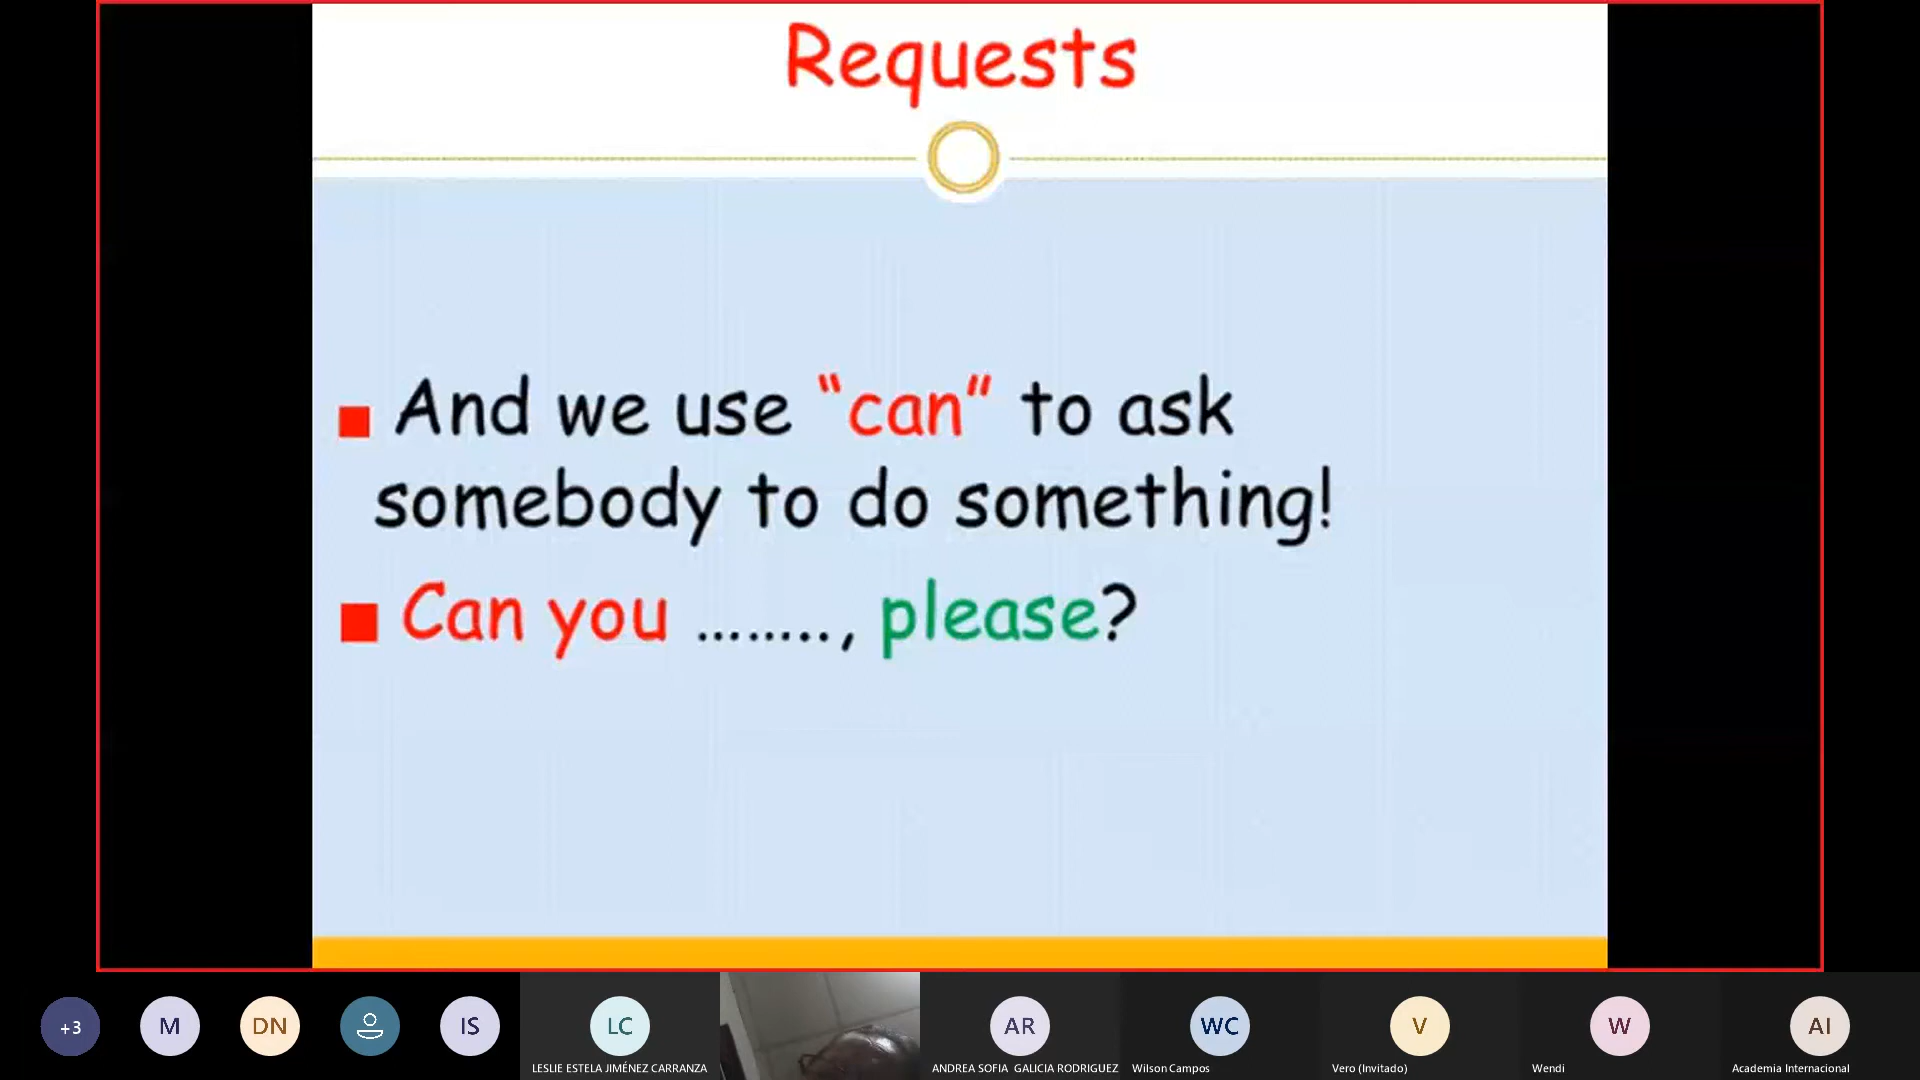 Requests
And we use “can” to ask
somebody to do something!
Can you …….., please?
+3
M
DN
IS
LC
AR
WC
V
W
AI
LESLIE ESTELA JIMÉNEZ CARRANZA
ANDREA SOFIA GALICIA RODRIGUEZ
Wilson Campos
Vero (Invitado)
Wendi
Academia Internacional